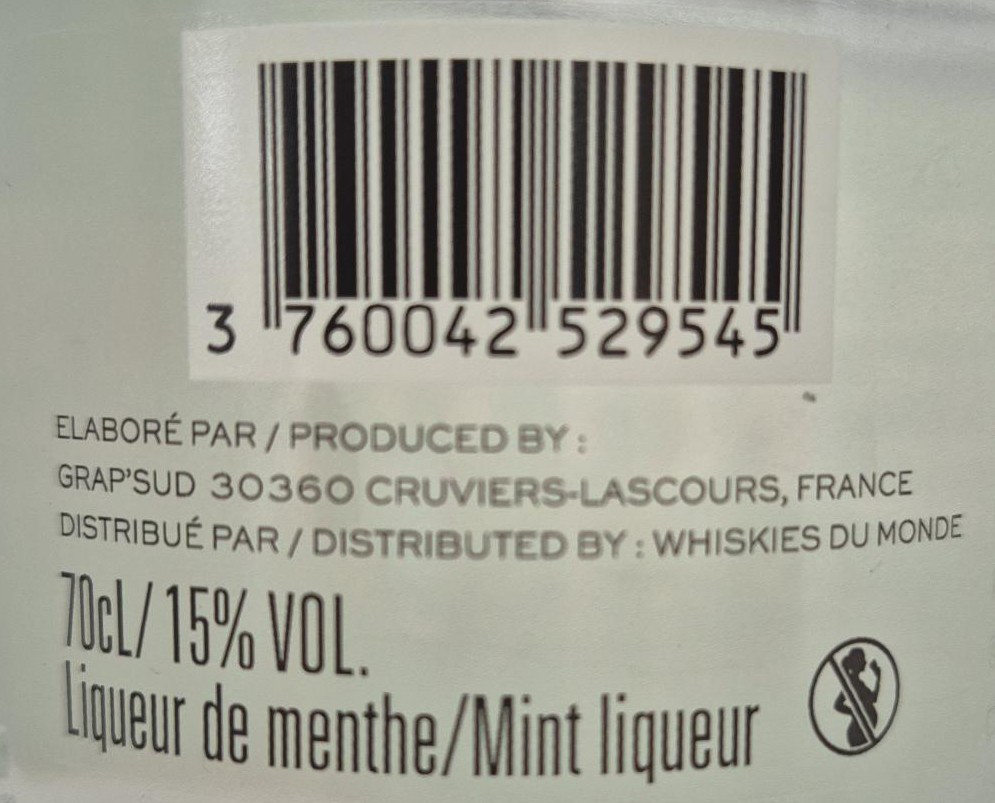 3 760042 529545
ELABORÉ PAR / PRODUCED BY :
GRAP'SUD 30360 CRUVIERS-LASCOURS, FRANCE
DISTRIBUÉ PAR / DISTRIBUTED BY : WHISKIES DU MONDE
70cL/15% VOL.
Liqueur de menthe/Mint liqueur